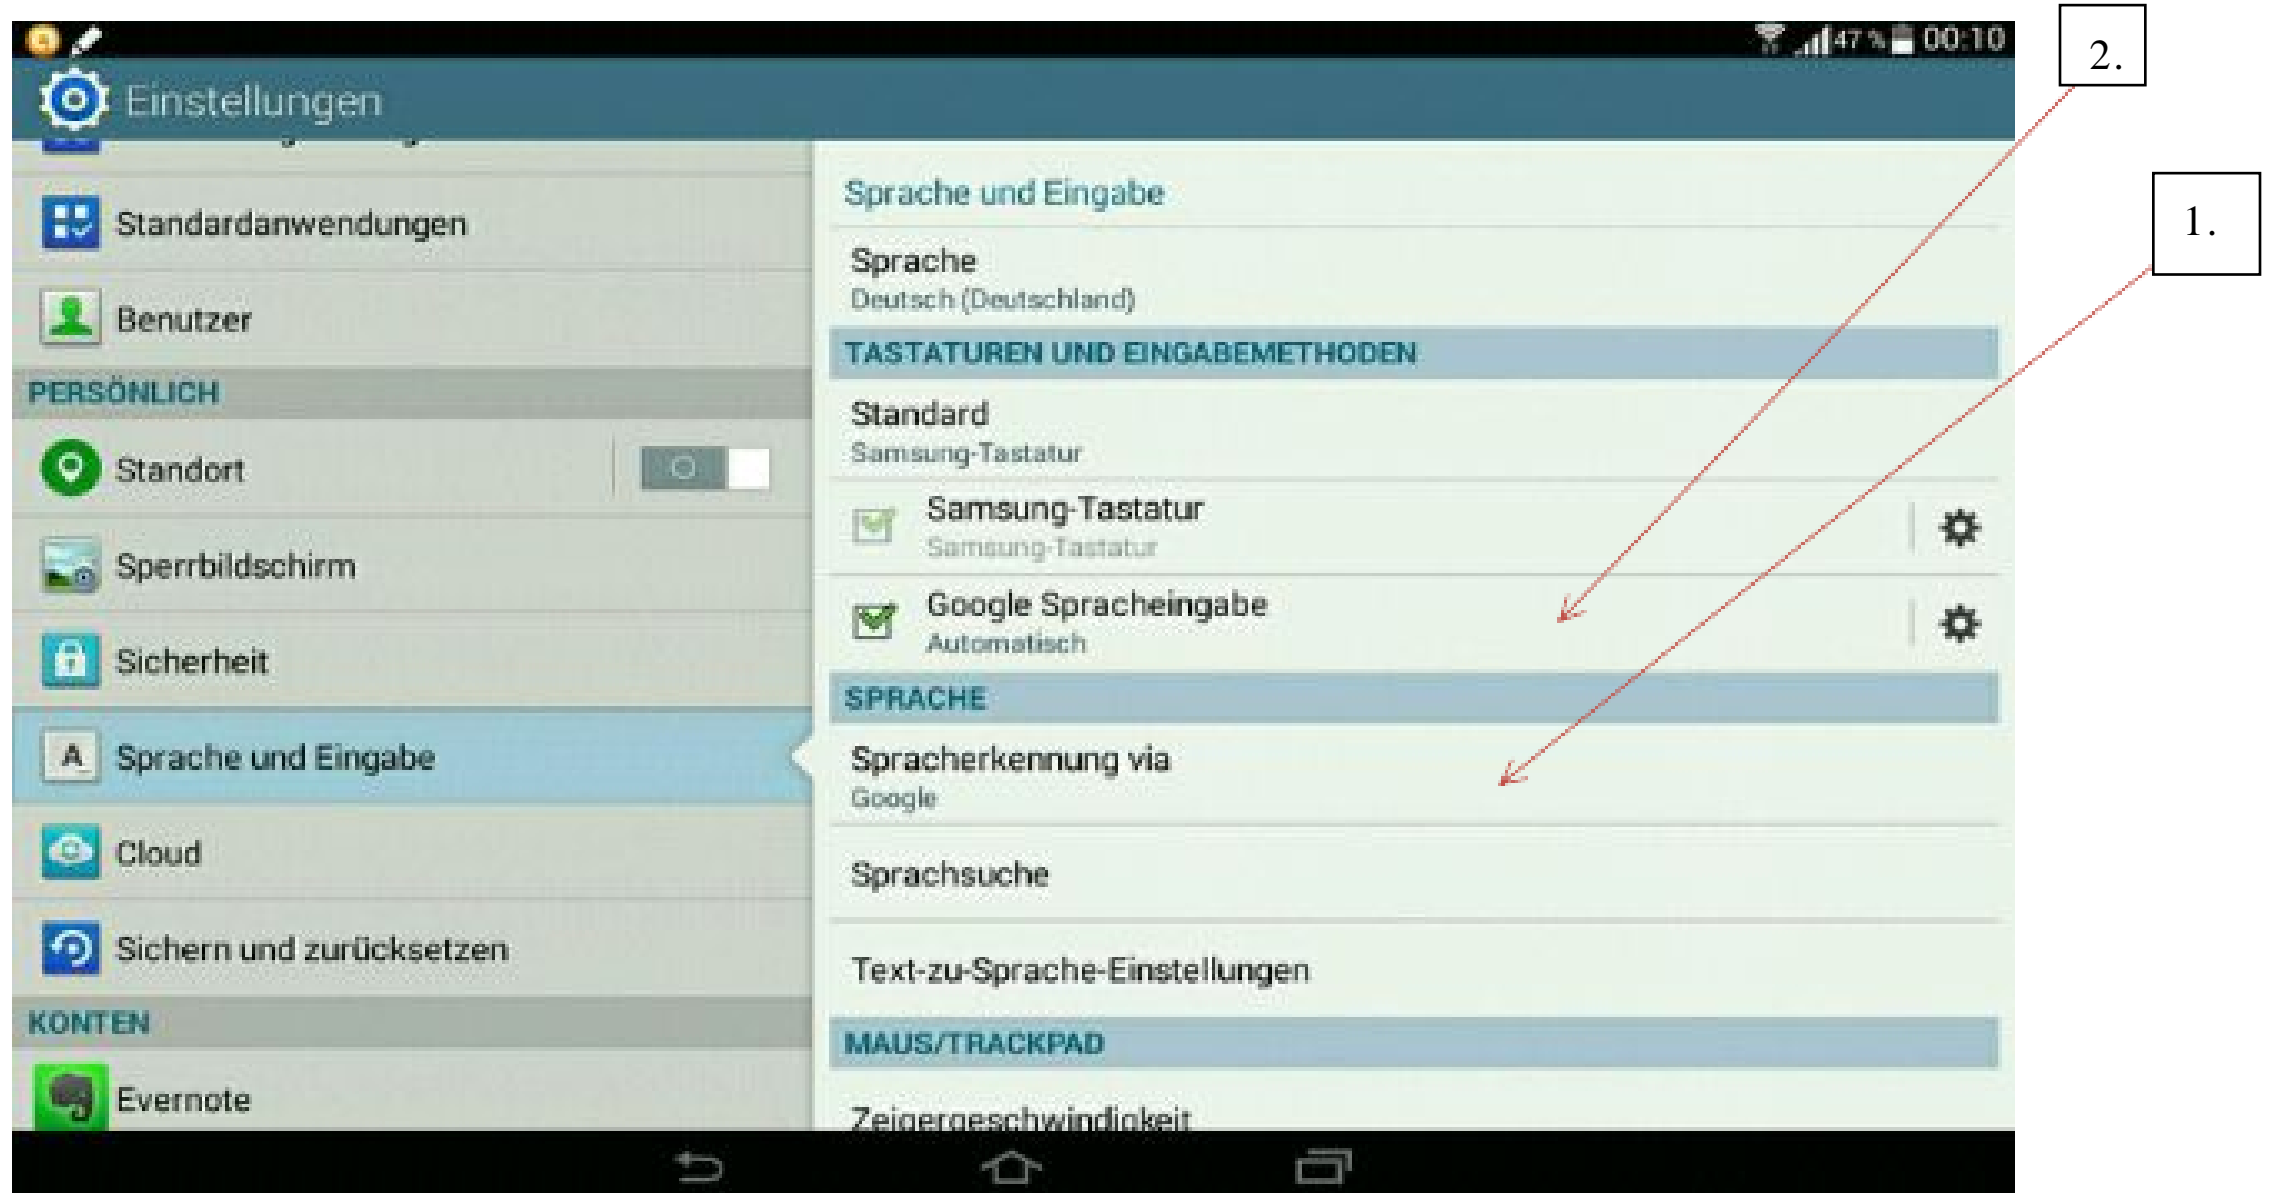 47 % 00:10
2.
Einstellungen
1.
Standardanwendungen
Benutzer
PERSÖNLICH
Standort
Sperrbildschirm
Sicherheit
Sprache und Eingabe
Cloud
Sichern und zurücksetzen
KONTEN
Evernote
Sprache und Eingabe
Sprache
Deutsch (Deutschland)
TASTATUREN UND EINGABEMETHODEN
Standard
Samsung-Tastatur
Samsung-Tastatur
Samsung-Tastatur
Google Spracheingabe
Automatisch
SPRACHE
Spracherkennung via
Google
Sprachsuche
Text-zu-Sprache-Einstellungen
MAUS/TRACKPAD
Zeigergeschwindigkeit